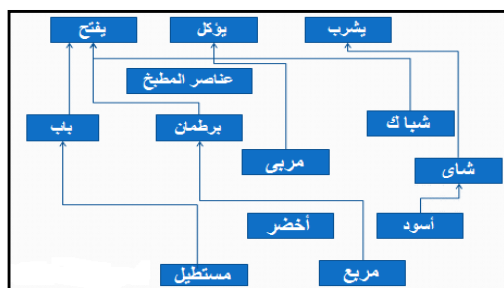 يشرب
يؤكل
يفتح
عناصر المطبخ
شباك
برطمان
باب
مربى
شاى
أخضر
أسود
مربع
مستطيل